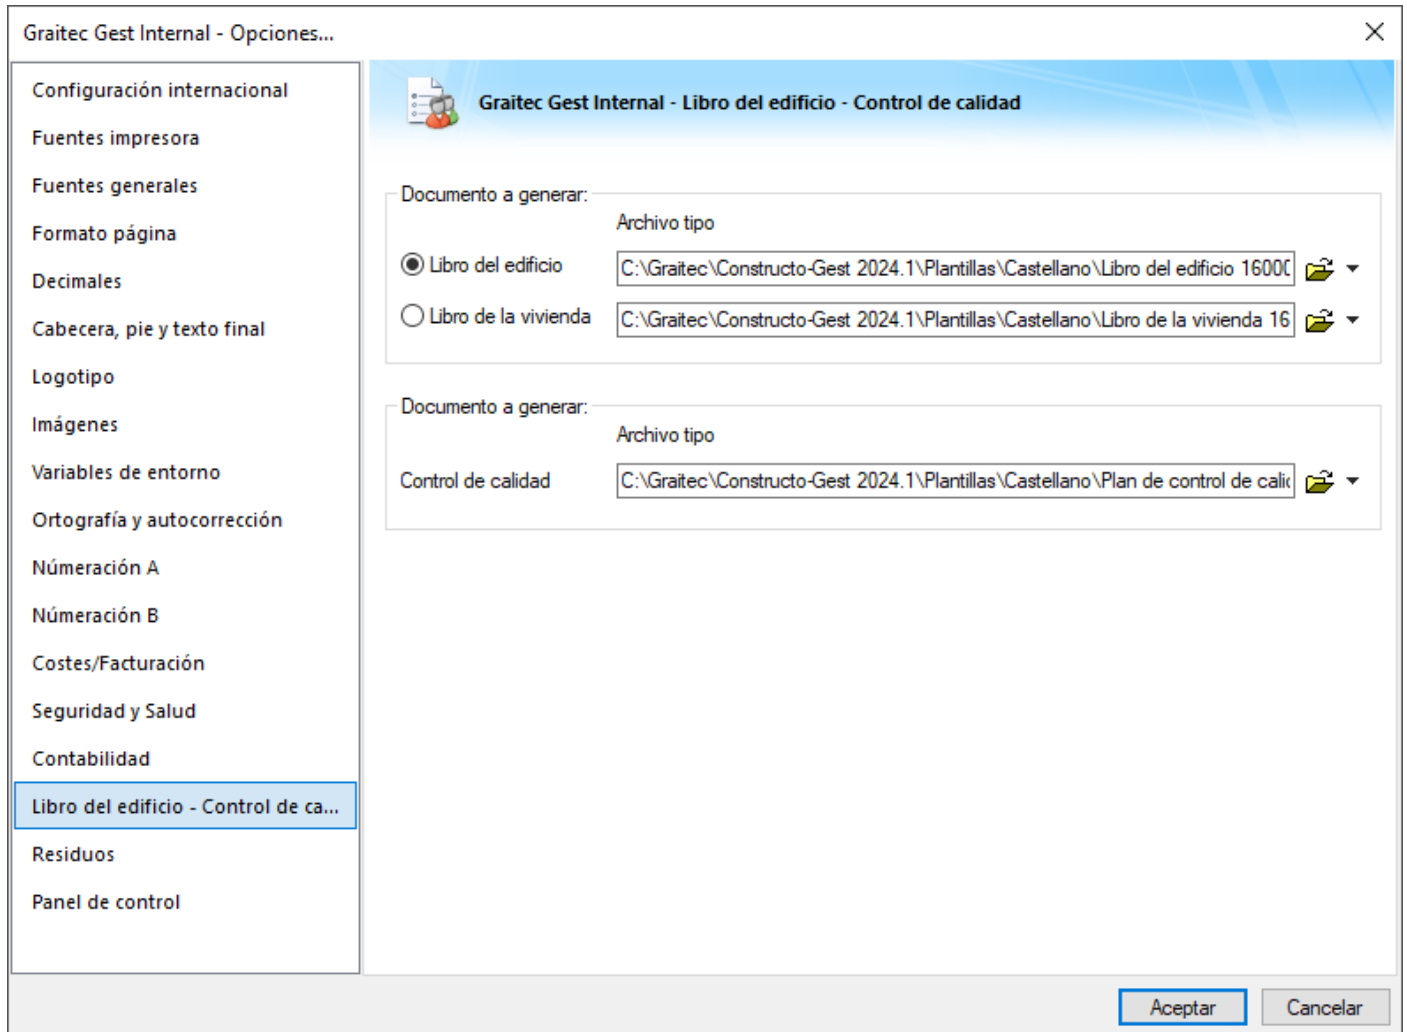 Graitec Gest Internal - Opciones...
Configuración internacional
Fuentes impresora
Fuentes generales
Formato página
Decimales
Cabecera, pie y texto final
Logotipo
Imágenes
Variables de entorno
Ortografía y autocorrección
Númeración A
Númeración B
Costes/Facturación
Seguridad y Salud
Contabilidad
Libro del edificio - Control de ca...
Residuos
Panel de control
Graitec Gest Internal - Libro del edificio - Control de calidad
Documento a generar:
Archivo tipo
Libro del edificio C:\Graitec\Constructo-Gest 2024.1\Plantillas\Castellano\Libro del edificio 1600
Libro de la vivienda C:\Graitec\Constructo-Gest 2024.1\Plantillas\Castellano\Libro de la vivienda 16
Documento a generar:
Archivo tipo
Control de calidad C:\Graitec\Constructo-Gest 2024.1\Plantillas\Castellano\Plan de control de cali
Aceptar Cancelar